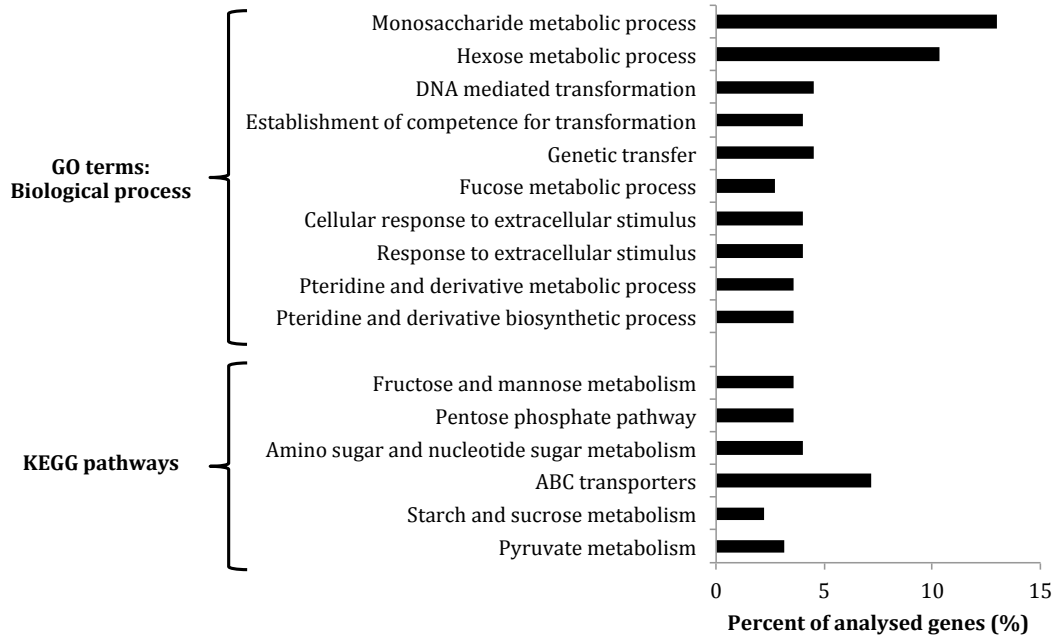 Monosaccharide metabolic process
Hexose metabolic process
DNA mediated transformation
Establishment of competence for transformation
Genetic transfer
Fucose metabolic process
Cellular response to extracellular stimulus
Response to extracellular stimulus
Pteridine and derivative metabolic process
Pteridine and derivative biosynthetic process
GO terms:
Biological process
Fructose and mannose metabolism
Pentose phosphate pathway
Amino sugar and nucleotide sugar metabolism
ABC transporters
Starch and sucrose metabolism
Pyruvate metabolism
KEGG pathways
0 5 10 15
Percent of analysed genes (%)